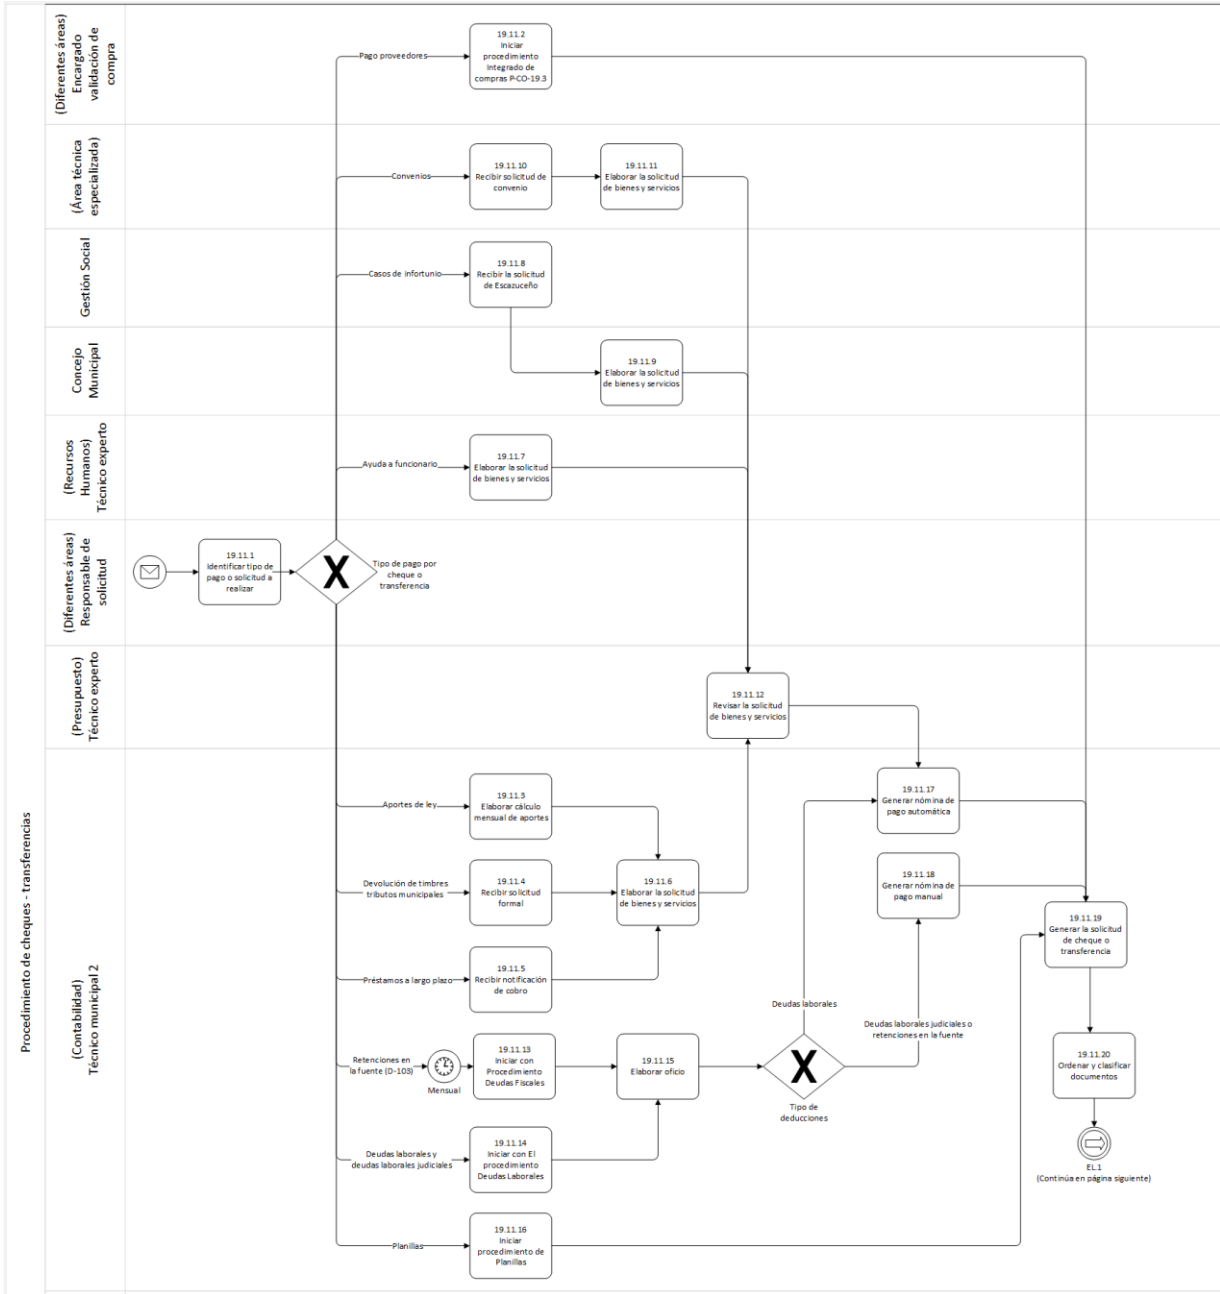 Procedimiento de cheques - transferencias
(Diferentes áreas)
Encargado
validación de
compra
Pago proveedores
19.11.2
Iniciar
procedimiento
Integrado de
compras P-CO-19.3
(Área técnica
especializada)
Convenios
19.11.10
Recibir solicitud de
convenio
19.11.11
Elaborar la solicitud
de bienes y servicios
Gestión Social
Casos de infortunio
19.11.8
Recibir la solicitud
de Escazuceño
Concejo
Municipal
19.11.9
Elaborar la solicitud
de bienes y servicios
(Recursos
Humanos)
Técnico experto
Ayuda a funcionario
19.11.7
Elaborar la solicitud
de bienes y servicios
(Diferentes áreas)
Responsable de
solicitud
19.11.1
Identificar tipo de
pago o solicitud a
realizar
X
Tipo de pago por
cheque o
transferencia
(Presupuesto)
Técnico experto
19.11.12
Revisar la solicitud
de bienes y servicios
(Contabilidad)
Técnico municipal 2
Aportes de ley
19.11.3
Elaborar cálculo
mensual de aportes
Devolución de timbres
tributos municipales
19.11.4
Recibir solicitud
formal
19.11.6
Elaborar la solicitud
de bienes y servicios
Préstamos a largo plazo
19.11.5
Recibir notificación
de cobro
Retenciones en
la fuente (D-103)
Mensual
19.11.13
Iniciar con
Procedimiento
Deudas Fiscales
19.11.15
Elaborar oficio
X
Tipo de
deducciones
Deudas laborales
Deudas laborales judiciales o
retenciones en la fuente
19.11.17
Generar nómina de
pago automática
19.11.18
Generar nómina de
pago manual
19.11.19
Generar la solicitud
de cheque o
transferencia
19.11.20
Ordenar y clasificar
documentos
EL.1
(Continúa en página siguiente)
Deudas laborales y
deudas laborales judiciales
19.11.14
Iniciar con El
procedimiento
Deudas Laborales
Planillas
19.11.16
Iniciar
procedimiento de
Planillas